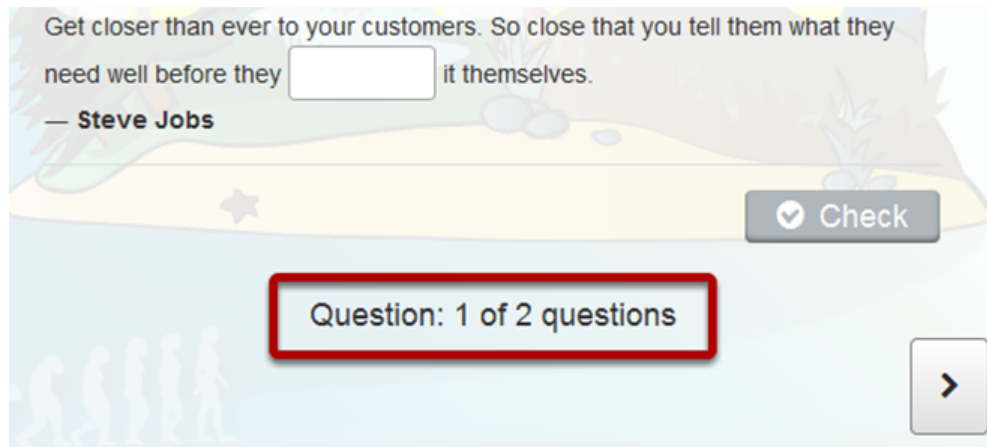 Get closer than ever to your customers. So close that you tell them what they
need well before they it themselves.
— Steve Jobs
Check
Question: 1 of 2 questions